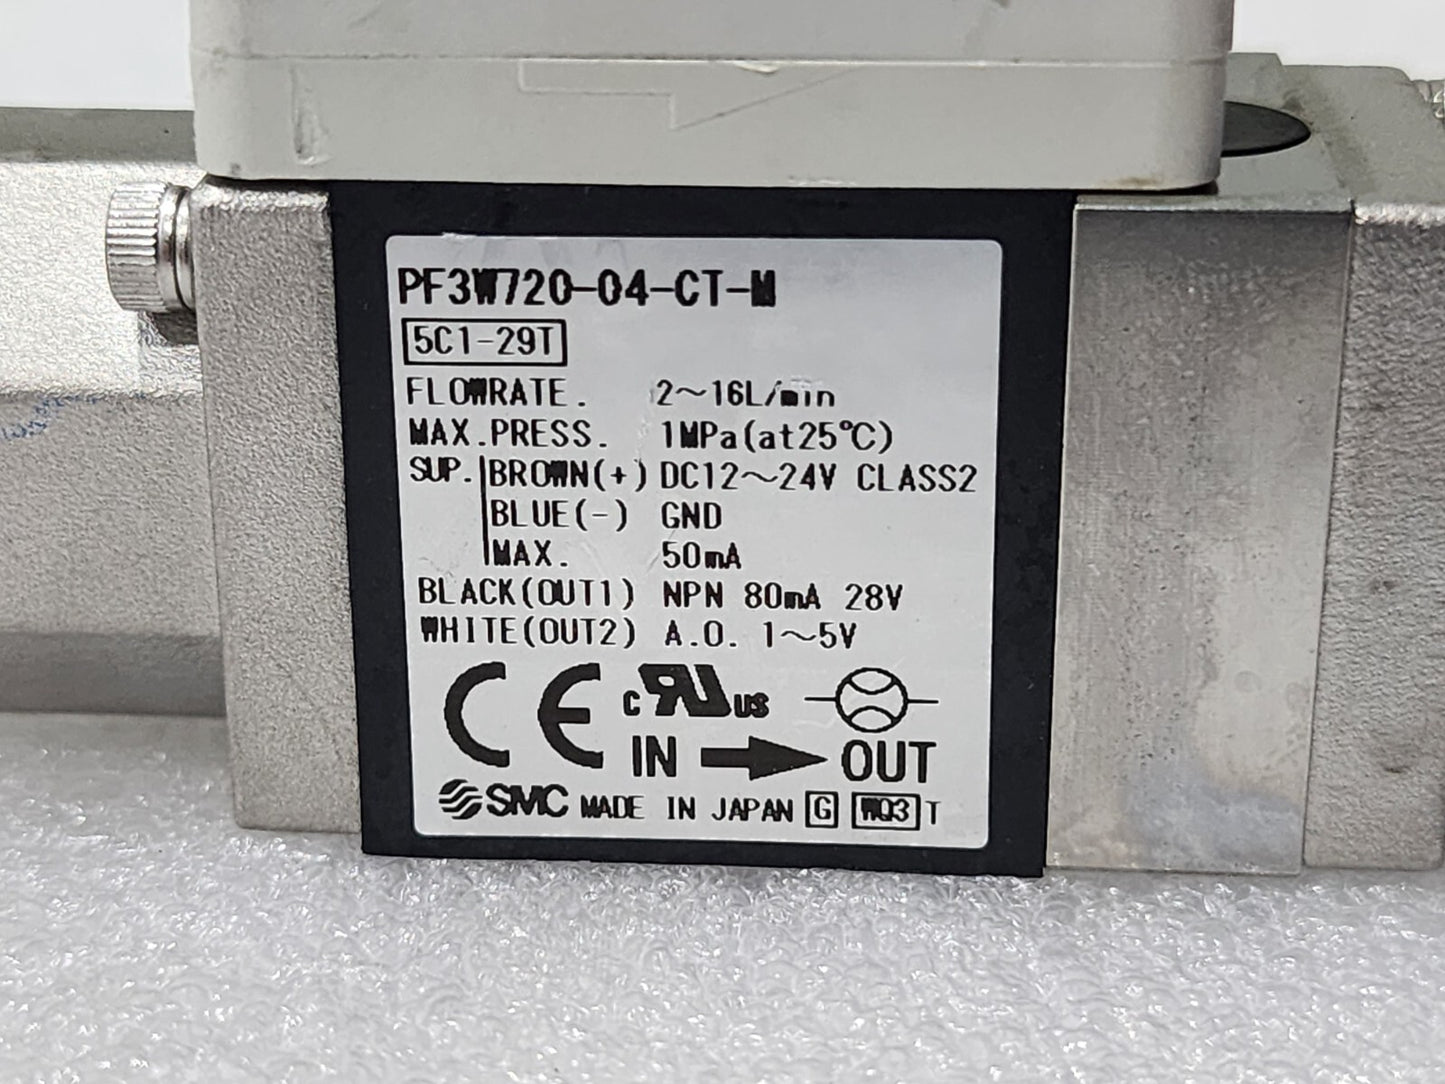 PF3W720-04-CT-M
5C1-29T
FLOWRATE. 2~16L/min
MAX.PRESS. 1MPa(at25℃)
SUP. BROWN(+) DC12~24V CLASS2
BLUE(-) GND
MAX. 50mA
BLACK(OUT1) NPN 80mA 28V
WHITE(OUT2) A.O. 1~5V
CE c RU US
IN OUT
SMC MADE IN JAPAN G WQ3 T